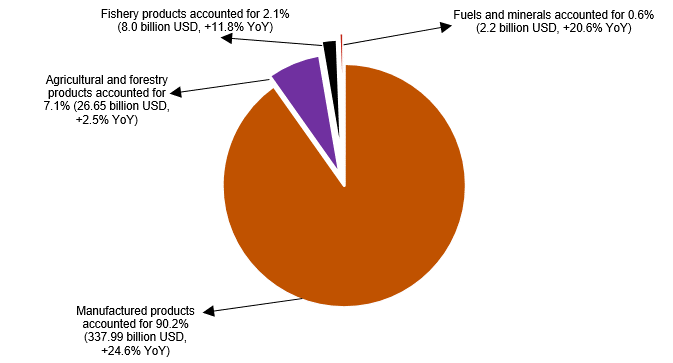 Fishery products accounted for 2.1%
(8.0 billion USD, +11.8% YoY)
Fuels and minerals accounted for 0.6%
(2.2 billion USD, +20.6% YoY)
Agricultural and forestry
products accounted for
7.1% (26.65 billion USD,
+2.5% YoY)
Manufactured products
accounted for 90.2%
(337.99 billion USD,
+24.6% YoY)